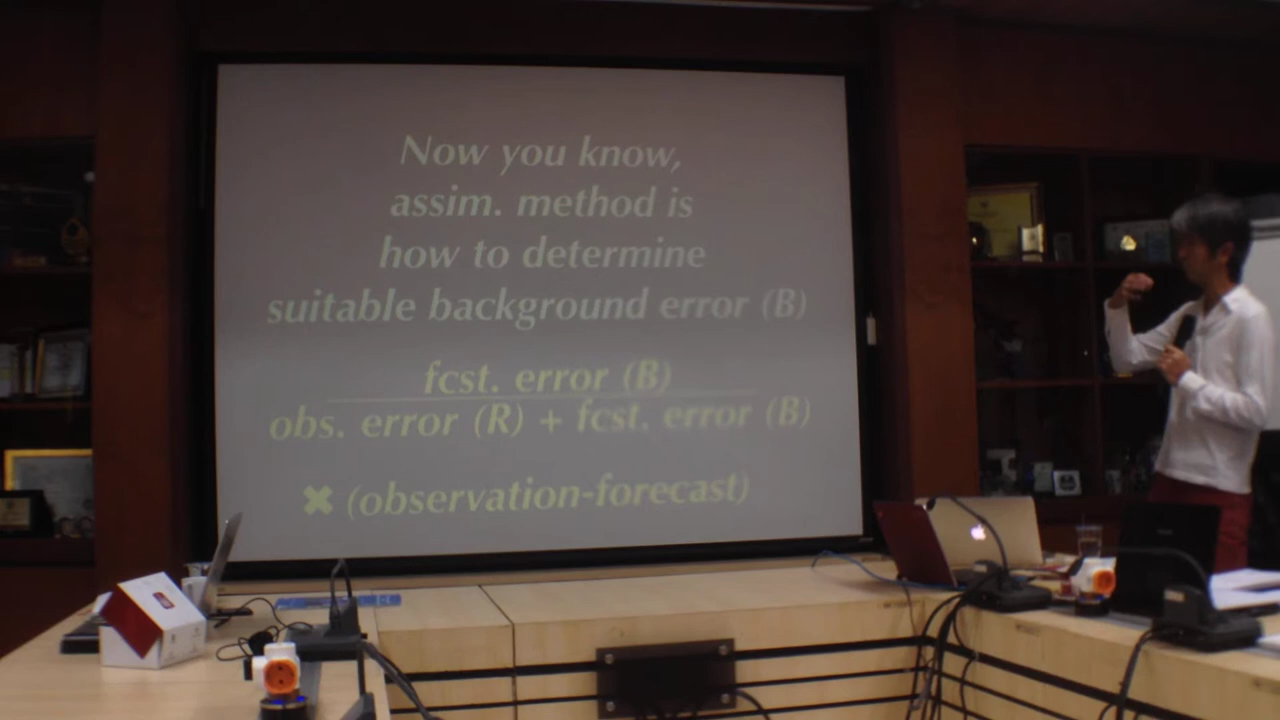 Now you know,
assim. method is
how to determine
suitable background error (B)
fcst. error (B)
obs. error (R) + fcst. error (B)
✖ (observation-forecast)